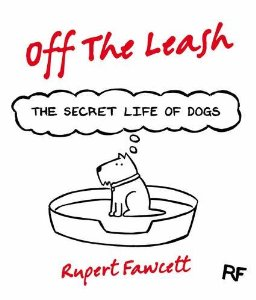 Off The Leash
THE SECRET LIFE OF DOGS
Rupert Fawcett
RF